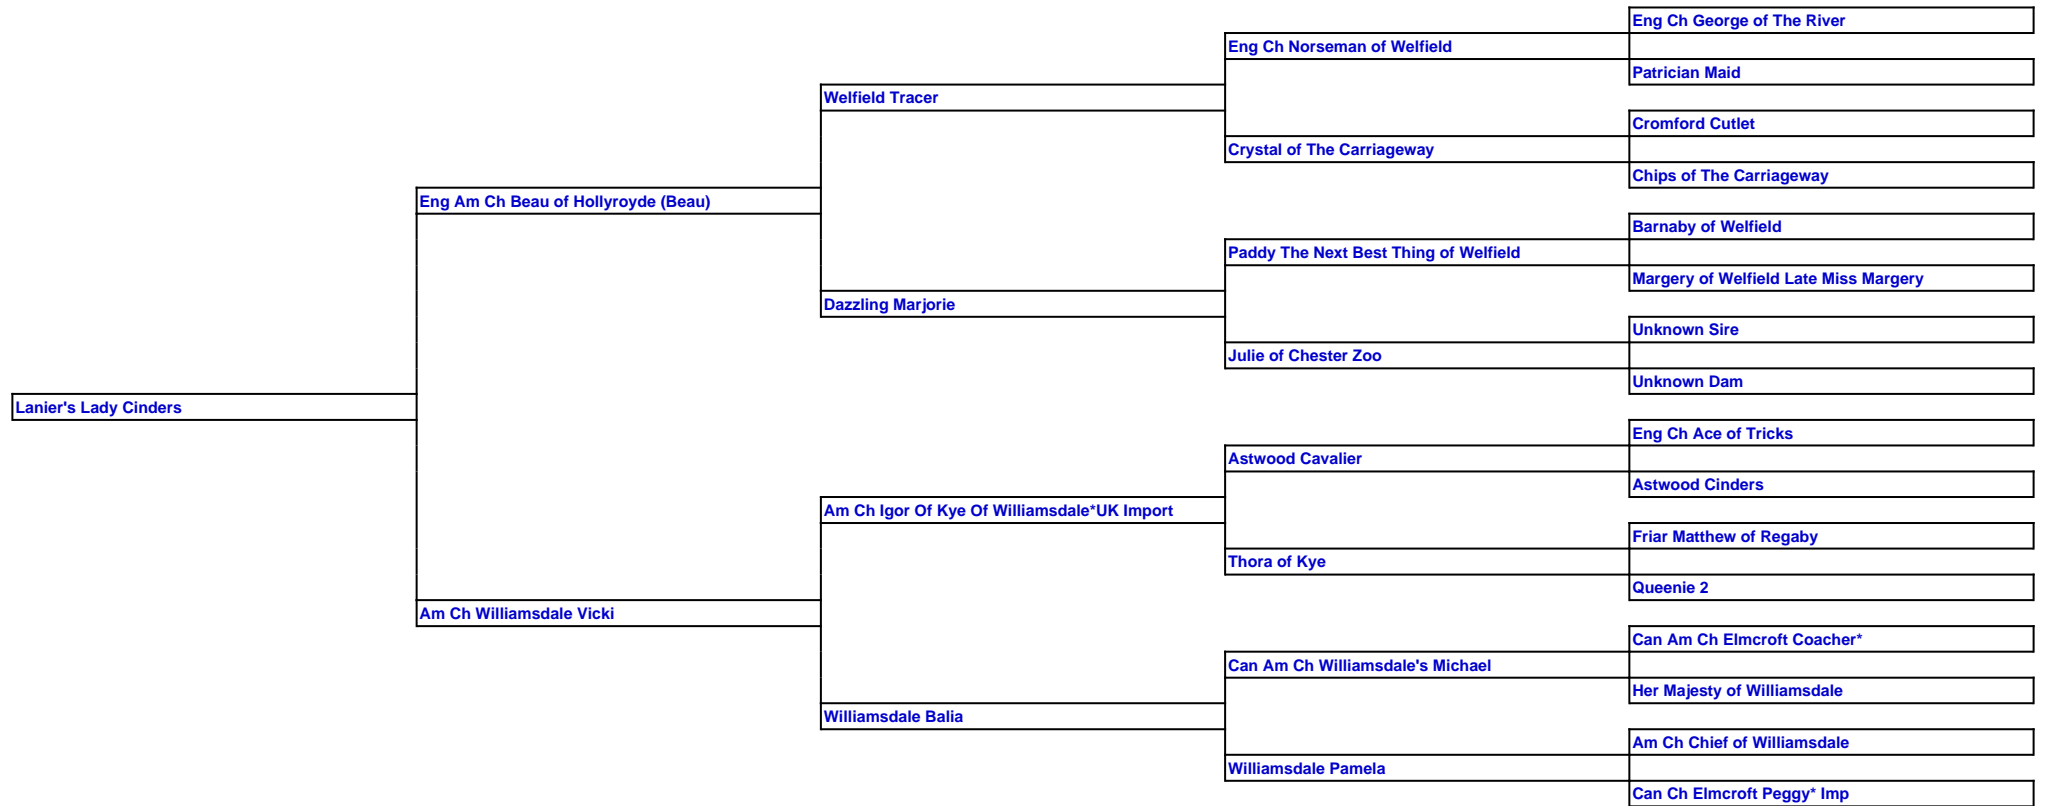 Eng Ch George of The River
Eng Ch Norseman of Welfield
Patrician Maid
Welfield Tracer
Cromford Cutlet
Crystal of The Carriageway
Chips of The Carriageway
Eng Am Ch Beau of Hollyroyde (Beau)
Barnaby of Welfield
Paddy The Next Best Thing of Welfield
Margery of Welfield Late Miss Margery
Dazzling Marjorie
Unknown Sire
Julie of Chester Zoo
Unknown Dam
Lanier's Lady Cinders
Eng Ch Ace of Tricks
Astwood Cavalier
Astwood Cinders
Am Ch Igor Of Kye Of Williamsdale*UK Import
Friar Matthew of Regaby
Thora of Kye
Queenie 2
Am Ch Williamsdale Vicki
Can Am Ch Elmcroft Coacher*
Can Am Ch Williamsdale's Michael
Her Majesty of Williamsdale
Williamsdale Balia
Am Ch Chief of Williamsdale
Williamsdale Pamela
Can Ch Elmcroft Peggy* Imp